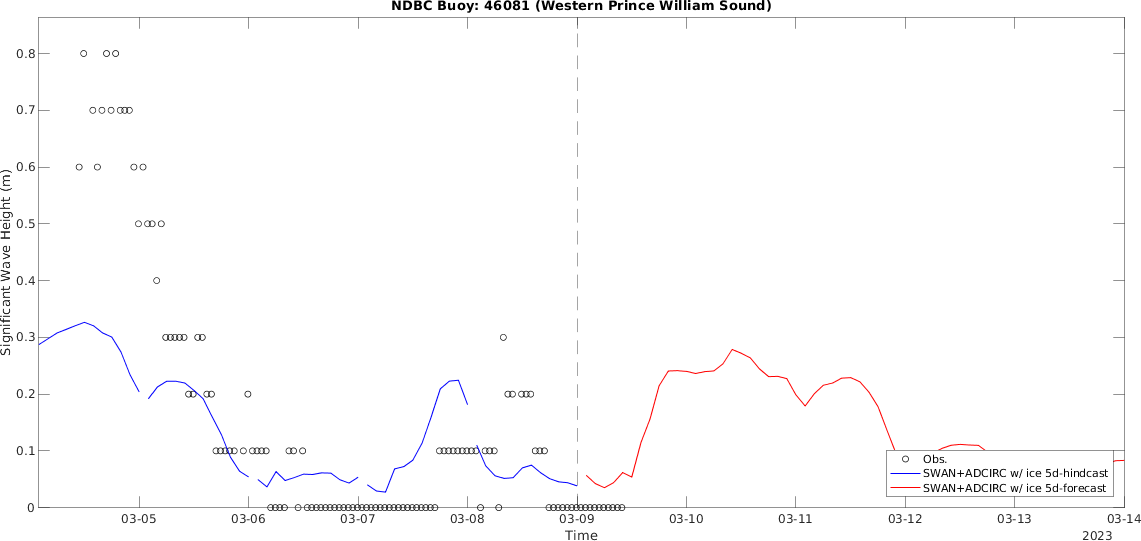 NDBC Buoy: 46081 (Western Prince William Sound)
Significant Wave Height (m)
0.8
0.7
0.6
0.5
0.4
0.3
0.2
0.1
0
Obs.
SWAN+ADCIRC w/ ice 5d-hindcast
SWAN+ADCIRC w/ ice 5d-forecast
03-05 03-06 03-07 03-08 03-09 03-10 03-11 03-12 03-13 03-14
Time
2023